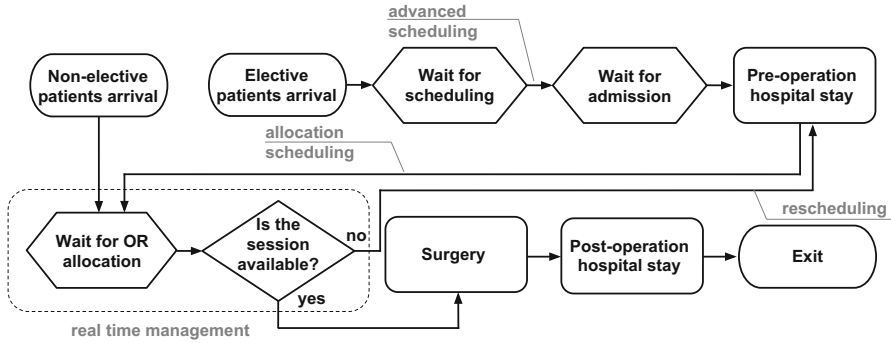 advanced
scheduling
Non-elective
patients arrival
Elective
patients arrival
Wait for
scheduling
Wait for
admission
Pre-operation
hospital stay
allocation
scheduling
rescheduling
Wait for OR
allocation
Is the
session
available?
no
yes
Surgery
Post-operation
hospital stay
Exit
real time management